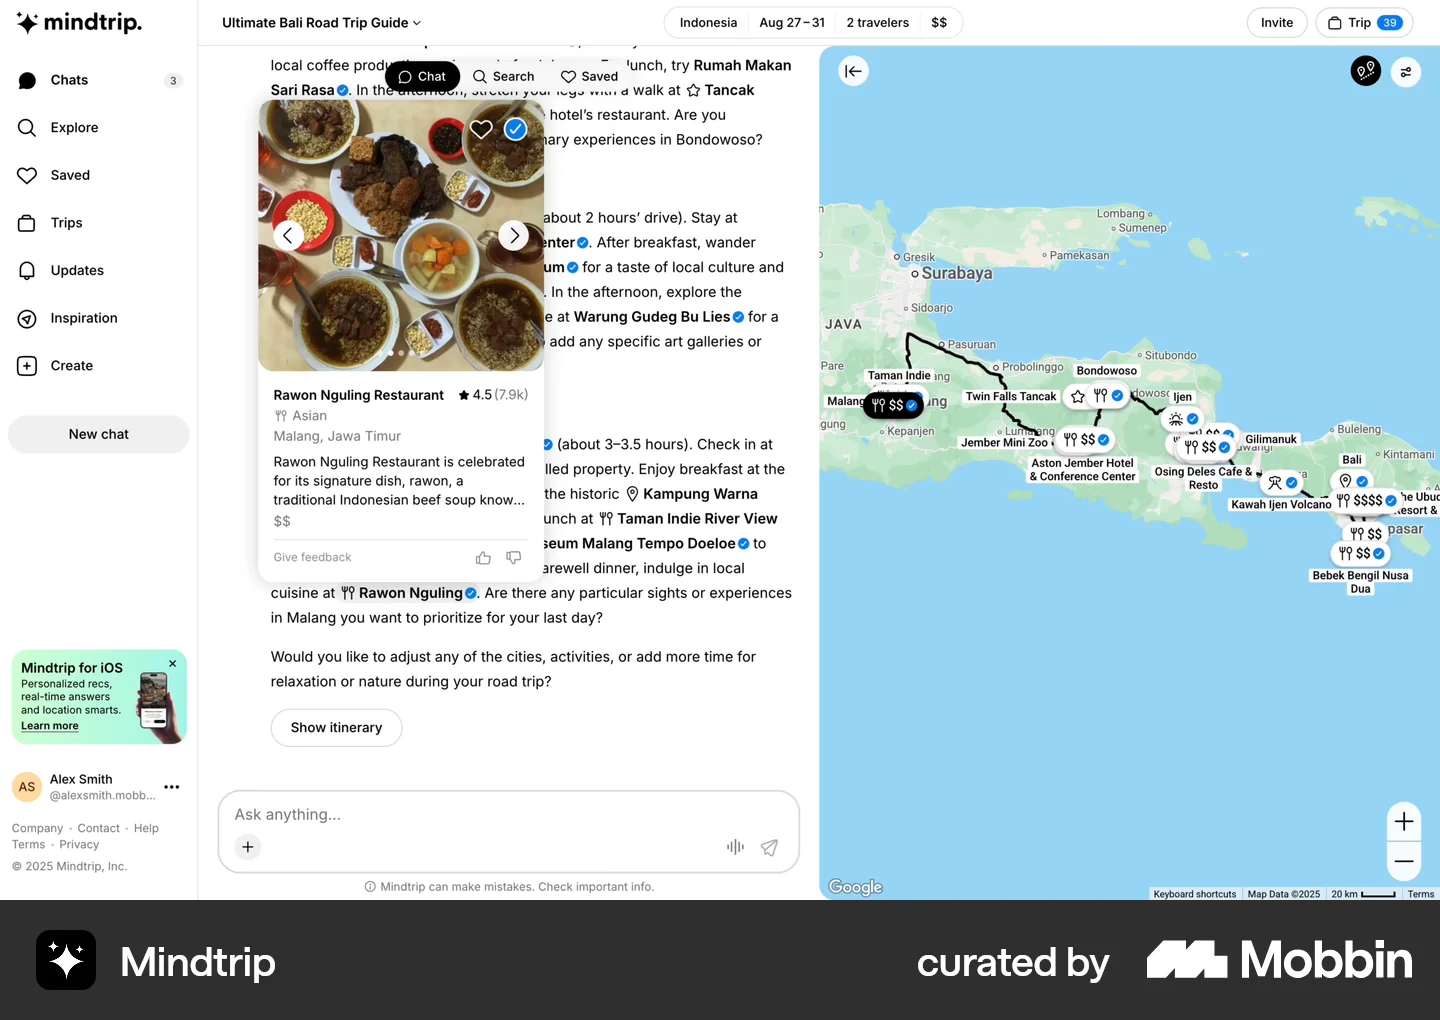 mindtrip.
Chats
3
Explore
Saved
Trips
Updates
Inspiration
Create
New chat
Mindtrip for iOS
Personalized recs,
real-time answers
and location smarts.
Learn more
AS
Alex Smith
@alexsmith.mobb...
Company · Contact · Help
Terms · Privacy
© 2025 Mindtrip, Inc.
Ultimate Bali Road Trip Guide
Indonesia
Aug 27–31
2 travelers
$$
Invite
Trip 39
Chat
Search
Saved
local coffee
lunch, try Rumah Makan
Sari Rasa. In the afternoon, stretch your legs with a walk at Tancak
hotel's restaurant. Are you
experiences in Bondowoso?
about 2 hours' drive). Stay at
. After breakfast, wander
for a taste of local culture and
. In the afternoon, explore the
at Warung Gudeg Bu Lies for a
add any specific art galleries or
(about 3–3.5 hours). Check in at
property. Enjoy breakfast at the
the historic Kampung Warna
at Taman Indie River View
Malang Tempo Doeloe to
dinner, indulge in local
cuisine at Rawon Nguling. Are there any particular sights or experiences
in Malang you want to prioritize for your last day?
Would you like to adjust any of the cities, activities, or add more time for
relaxation or nature during your road trip?
Show itinerary
Rawon Nguling Restaurant
4.5 (7.9k)
Asian
Malang, Jawa Timur
Rawon Nguling Restaurant is celebrated
for its signature dish, rawon, a
traditional Indonesian beef soup know...
$$
Give feedback
Ask anything...
Mindtrip can make mistakes. Check important info.
Lombang
Sumenep
Gresik
Pamekasan
Surabaya
Sidoarjo
JAVA
Pasuruan
Situbondo
Probolinggo
Pare
Taman Indie
Bondowoso
Malang
$$
Twin Falls Tancak
Ijen
Kepanjen
Jember Mini Zoo
$$
$$
Gilimanuk
Buleleng
Aston Jember Hotel
& Conference Center
Osing Deles Cafe &
Resto
Bali
Kintamani
Kawah Ijen Volcano
$$$$
$$
$$
Bebek Bengil Nusa
Dua
Google
Keyboard shortcuts
Map Data ©2025
20 km
Terms
Mindtrip
curated by
Mobbin